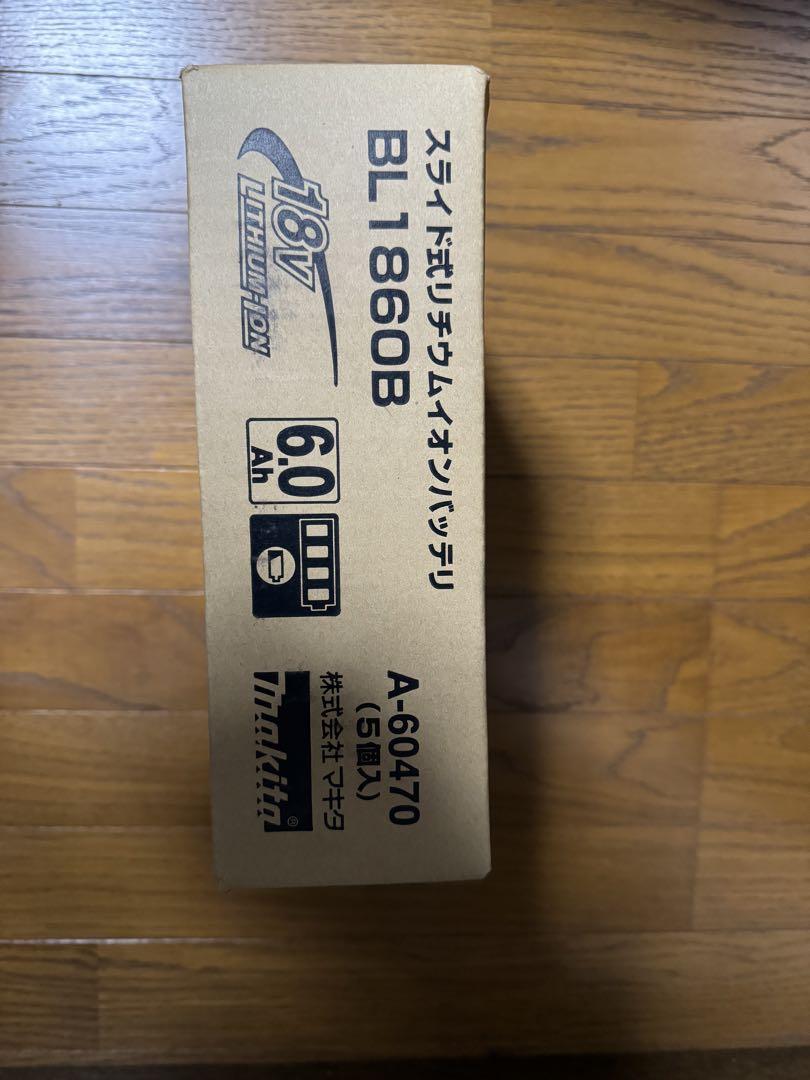 スライド式リチウムイオンバッテリ
BL1860B
18V
LITHIUM-ION
6.0
Ah
A-60470
(5個入)
株式会社 マキタ
makita®